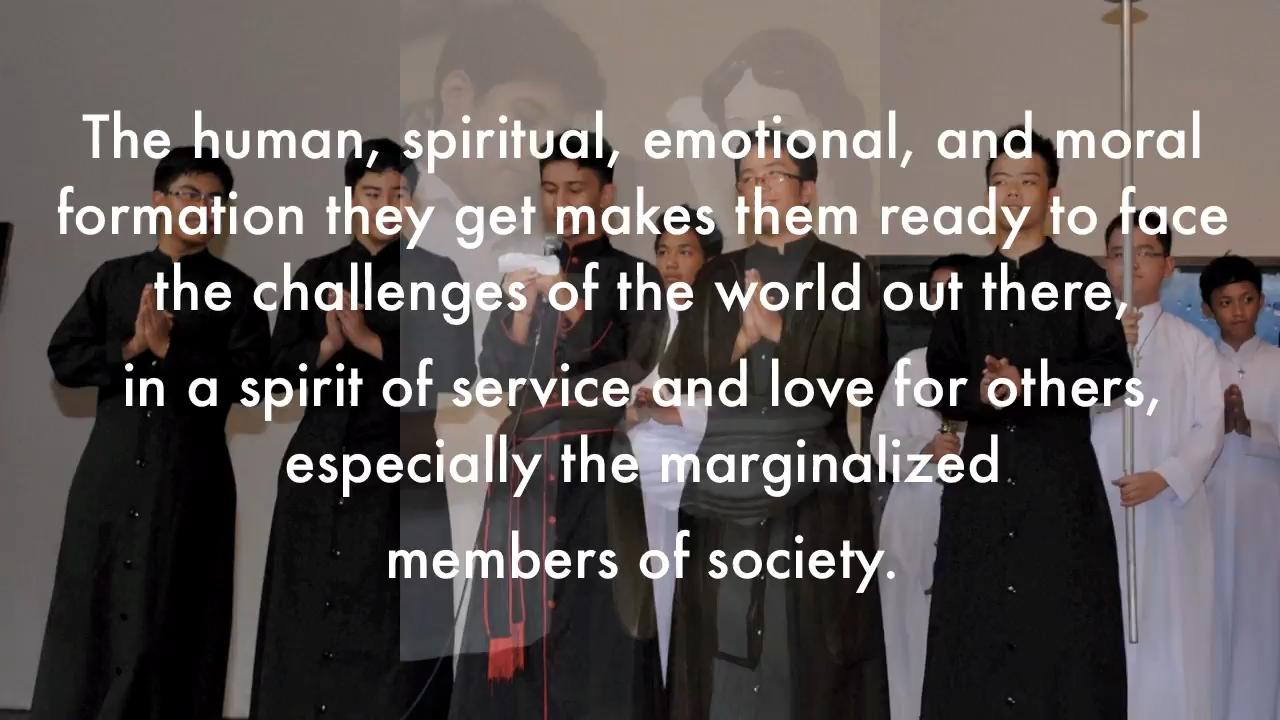 The human, spiritual, emotional, and moral
formation they get makes them ready to face
the challenges of the world out there,
in a spirit of service and love for others,
especially the marginalized
members of society.